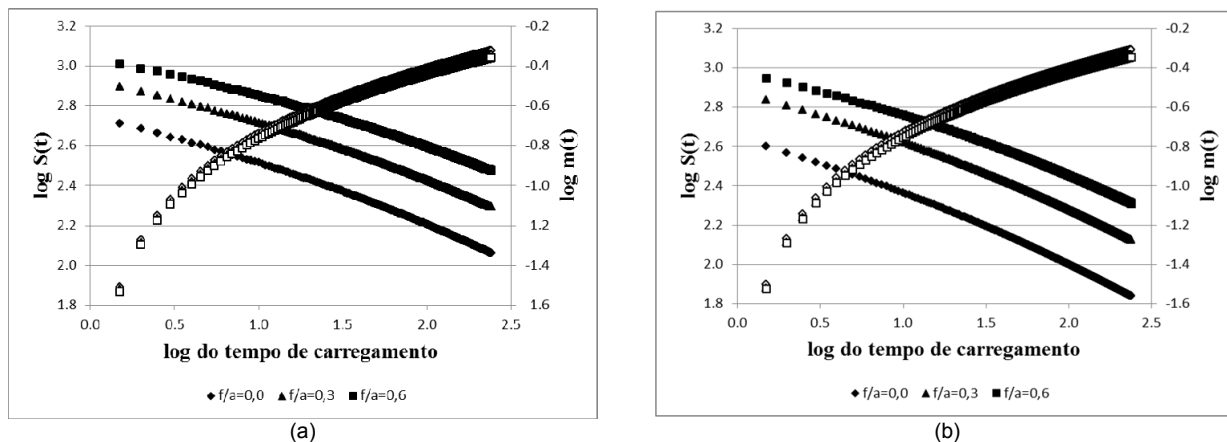 3.2
3.0
2.8
2.6
2.4
2.2
2.0
1.8
log S(t)
-0.2
-0.4
-0.6
-0.8
-1.0
-1.2
-1.4
-1.6
log m(t)
0.0 0.5 1.0 1.5 2.0 2.5
log do tempo de carregamento
f/a=0,0 f/a=0,3 f/a=0,6
(a)
3.2
3.0
2.8
2.6
2.4
2.2
2.0
1.8
log S(t)
-0.2
-0.4
-0.6
-0.8
-1.0
-1.2
-1.4
-1.6
log m(t)
0.0 0.5 1.0 1.5 2.0 2.5
log do tempo de carregamento
f/a=0,0 f/a=0,3 f/a=0,6
(b)